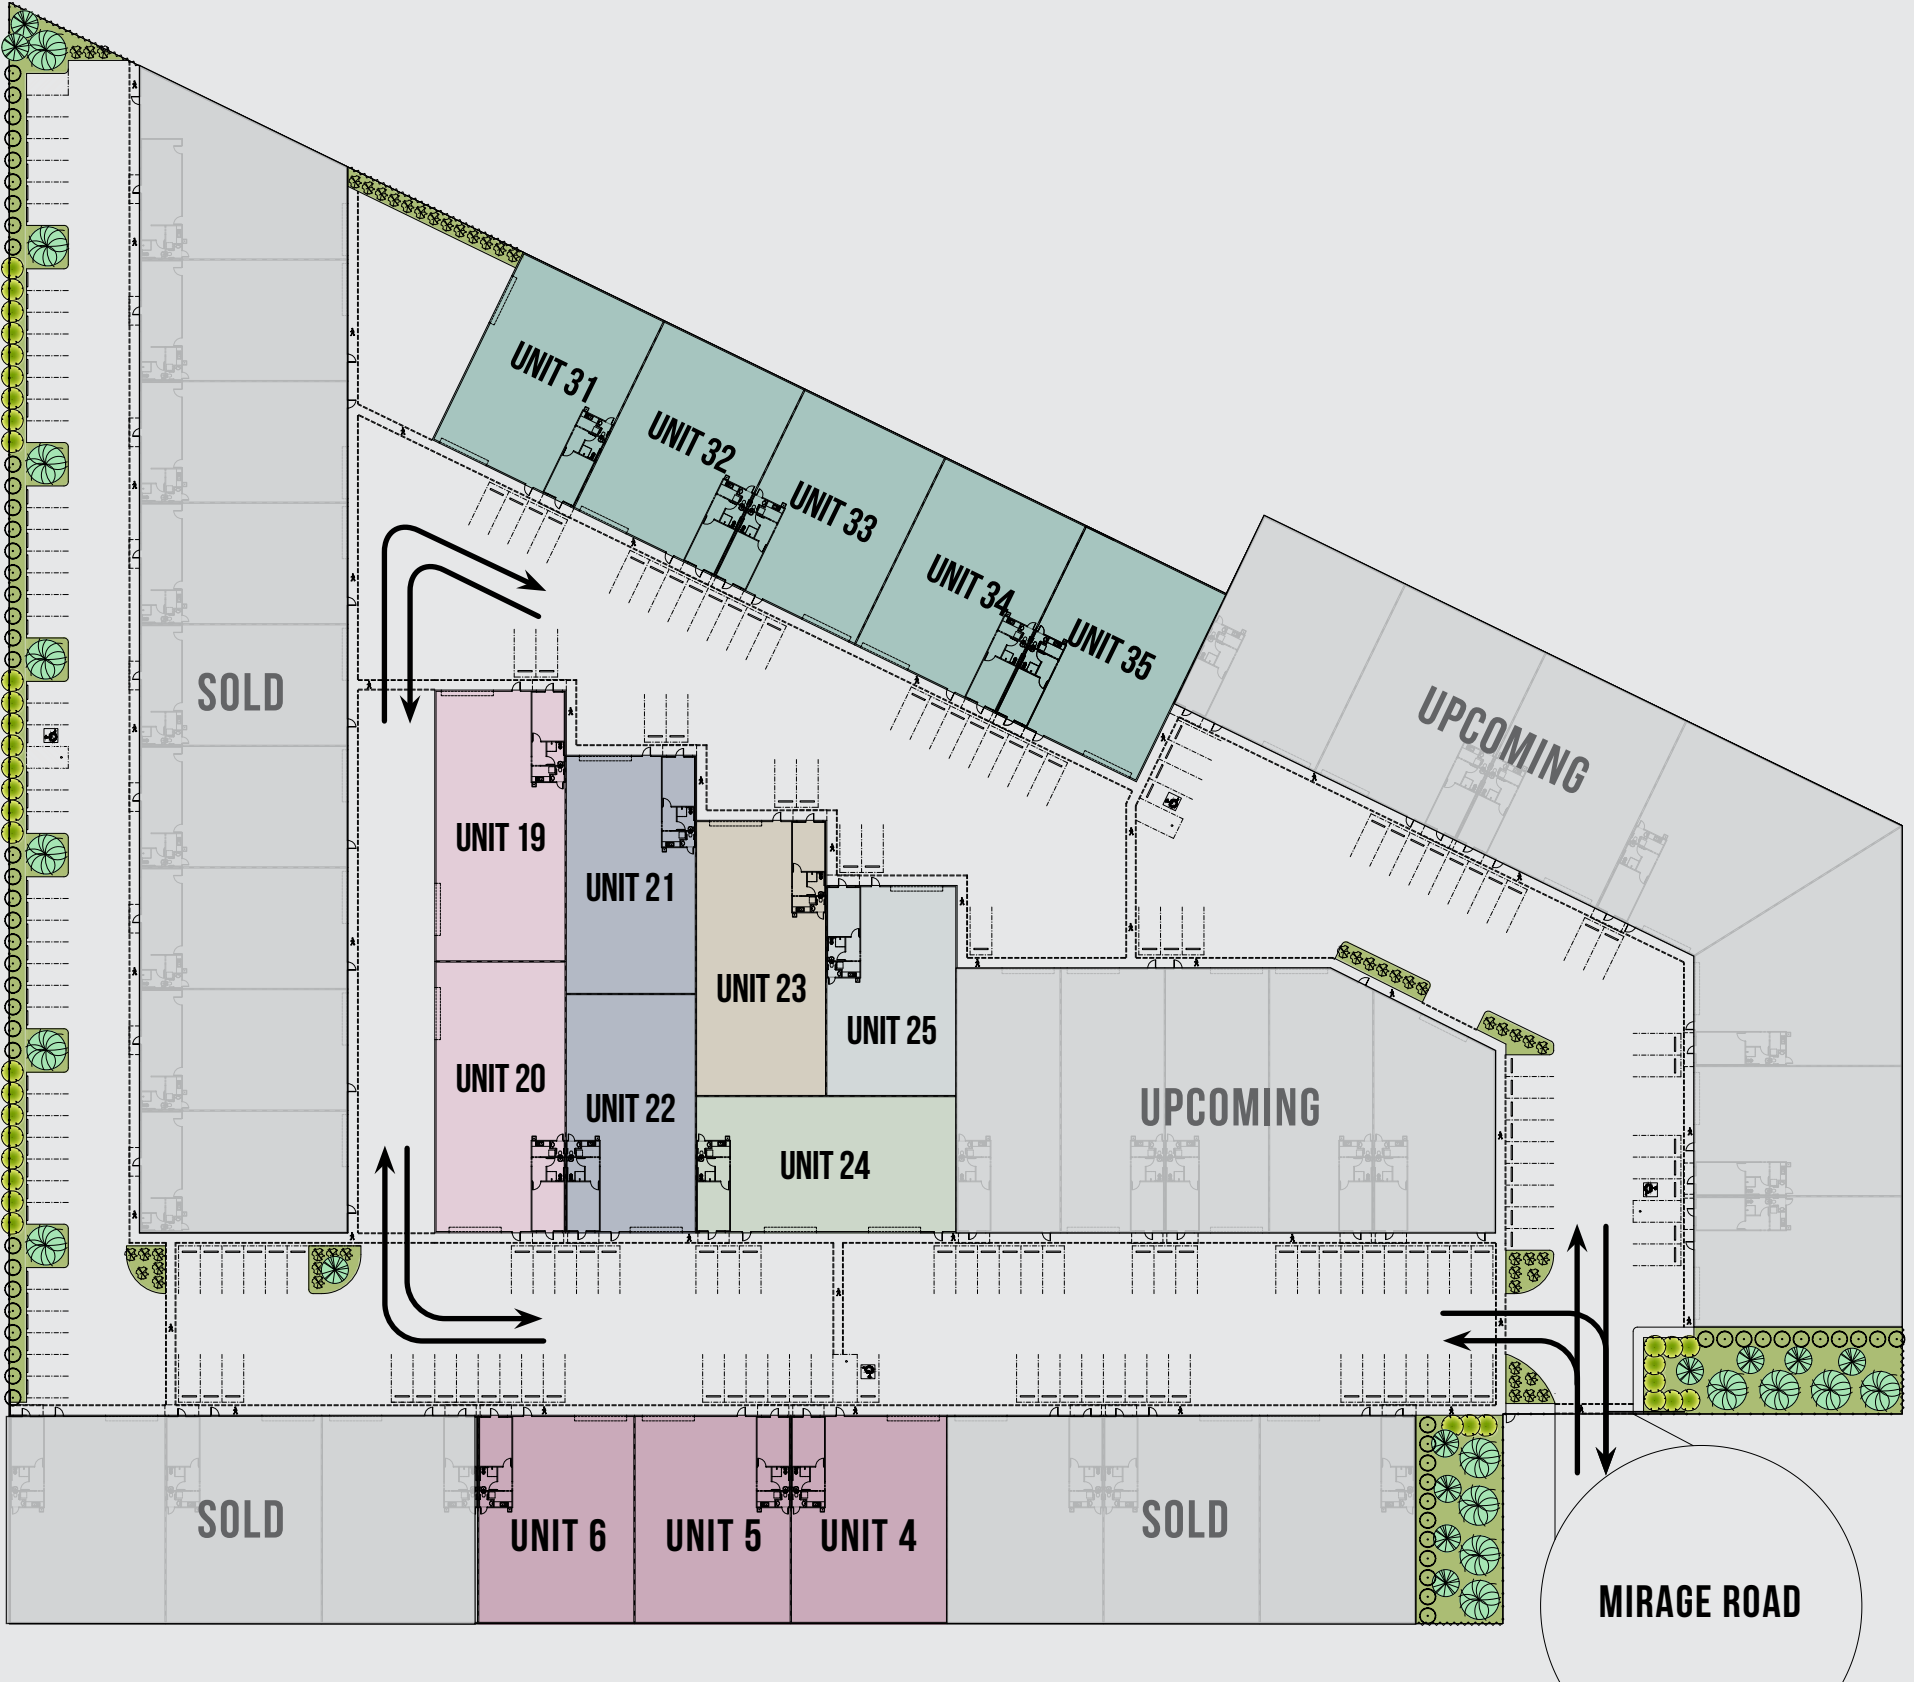 UNIT 31
UNIT 32
UNIT 33
UNIT 34
UNIT 35
SOLD
UPCOMING
UNIT 19
UNIT 21
UNIT 23
UNIT 25
UNIT 20
UNIT 22
UPCOMING
UNIT 24
SOLD
UNIT 6
UNIT 5
UNIT 4
SOLD
MIRAGE ROAD